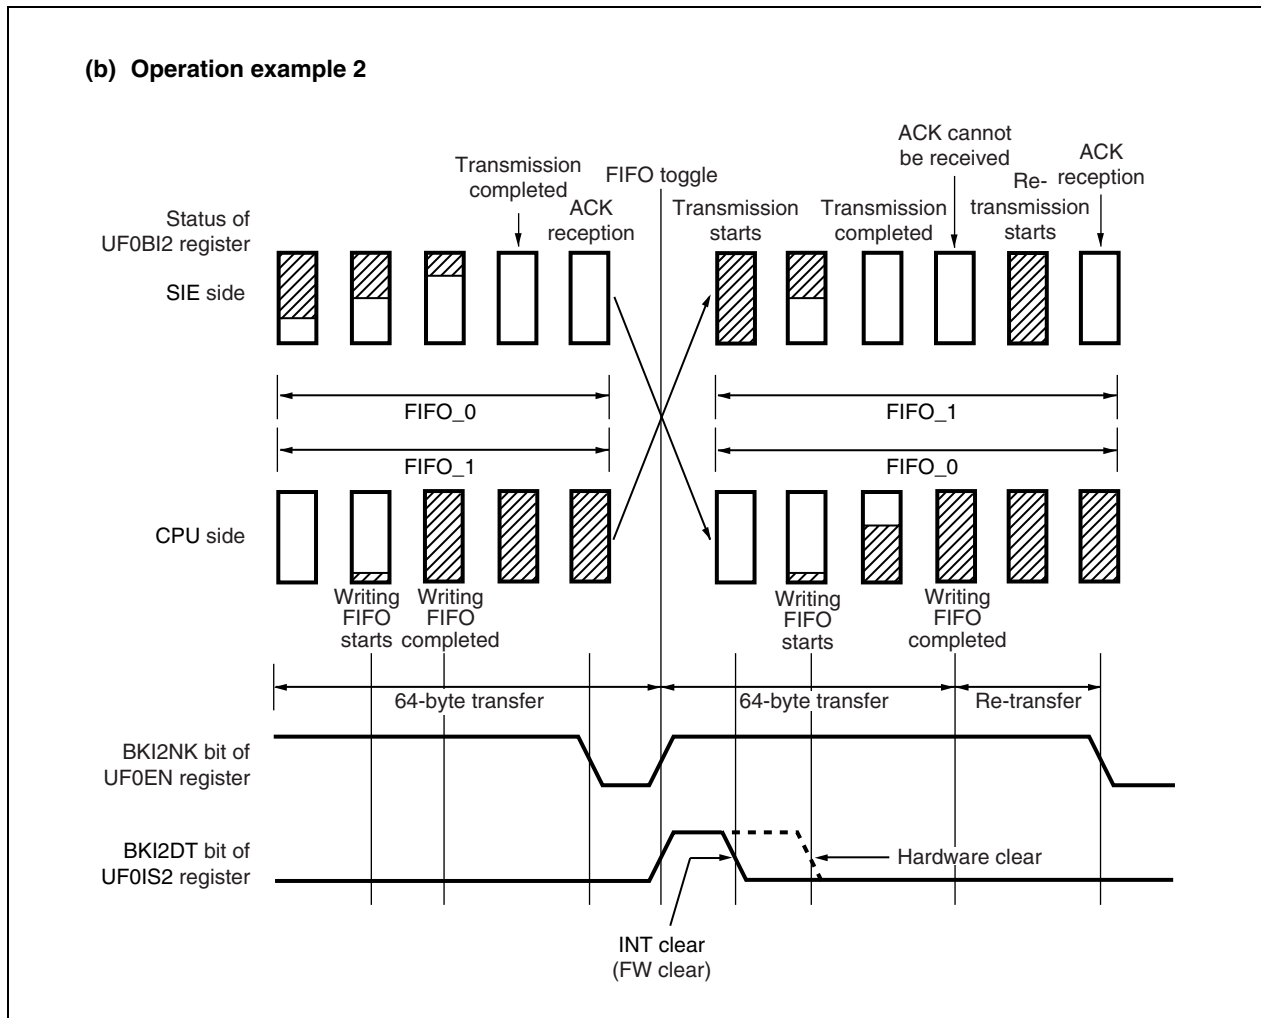 (b) Operation example 2
ACK cannot
be received
ACK
reception
Transmission
completed
FIFO toggle
Re-
transmission
starts
Status of
UF0BI2 register
ACK
reception
Transmission
starts
Transmission
completed
SIE side
FIFO_0
FIFO_1
FIFO_1
FIFO_0
CPU side
Writing
FIFO
starts
Writing
FIFO
completed
Writing
FIFO
starts
Writing
FIFO
completed
64-byte transfer
64-byte transfer
Re-transfer
BKI2NK bit of
UF0EN register
BKI2DT bit of
UF0IS2 register
Hardware clear
INT clear
(FW clear)